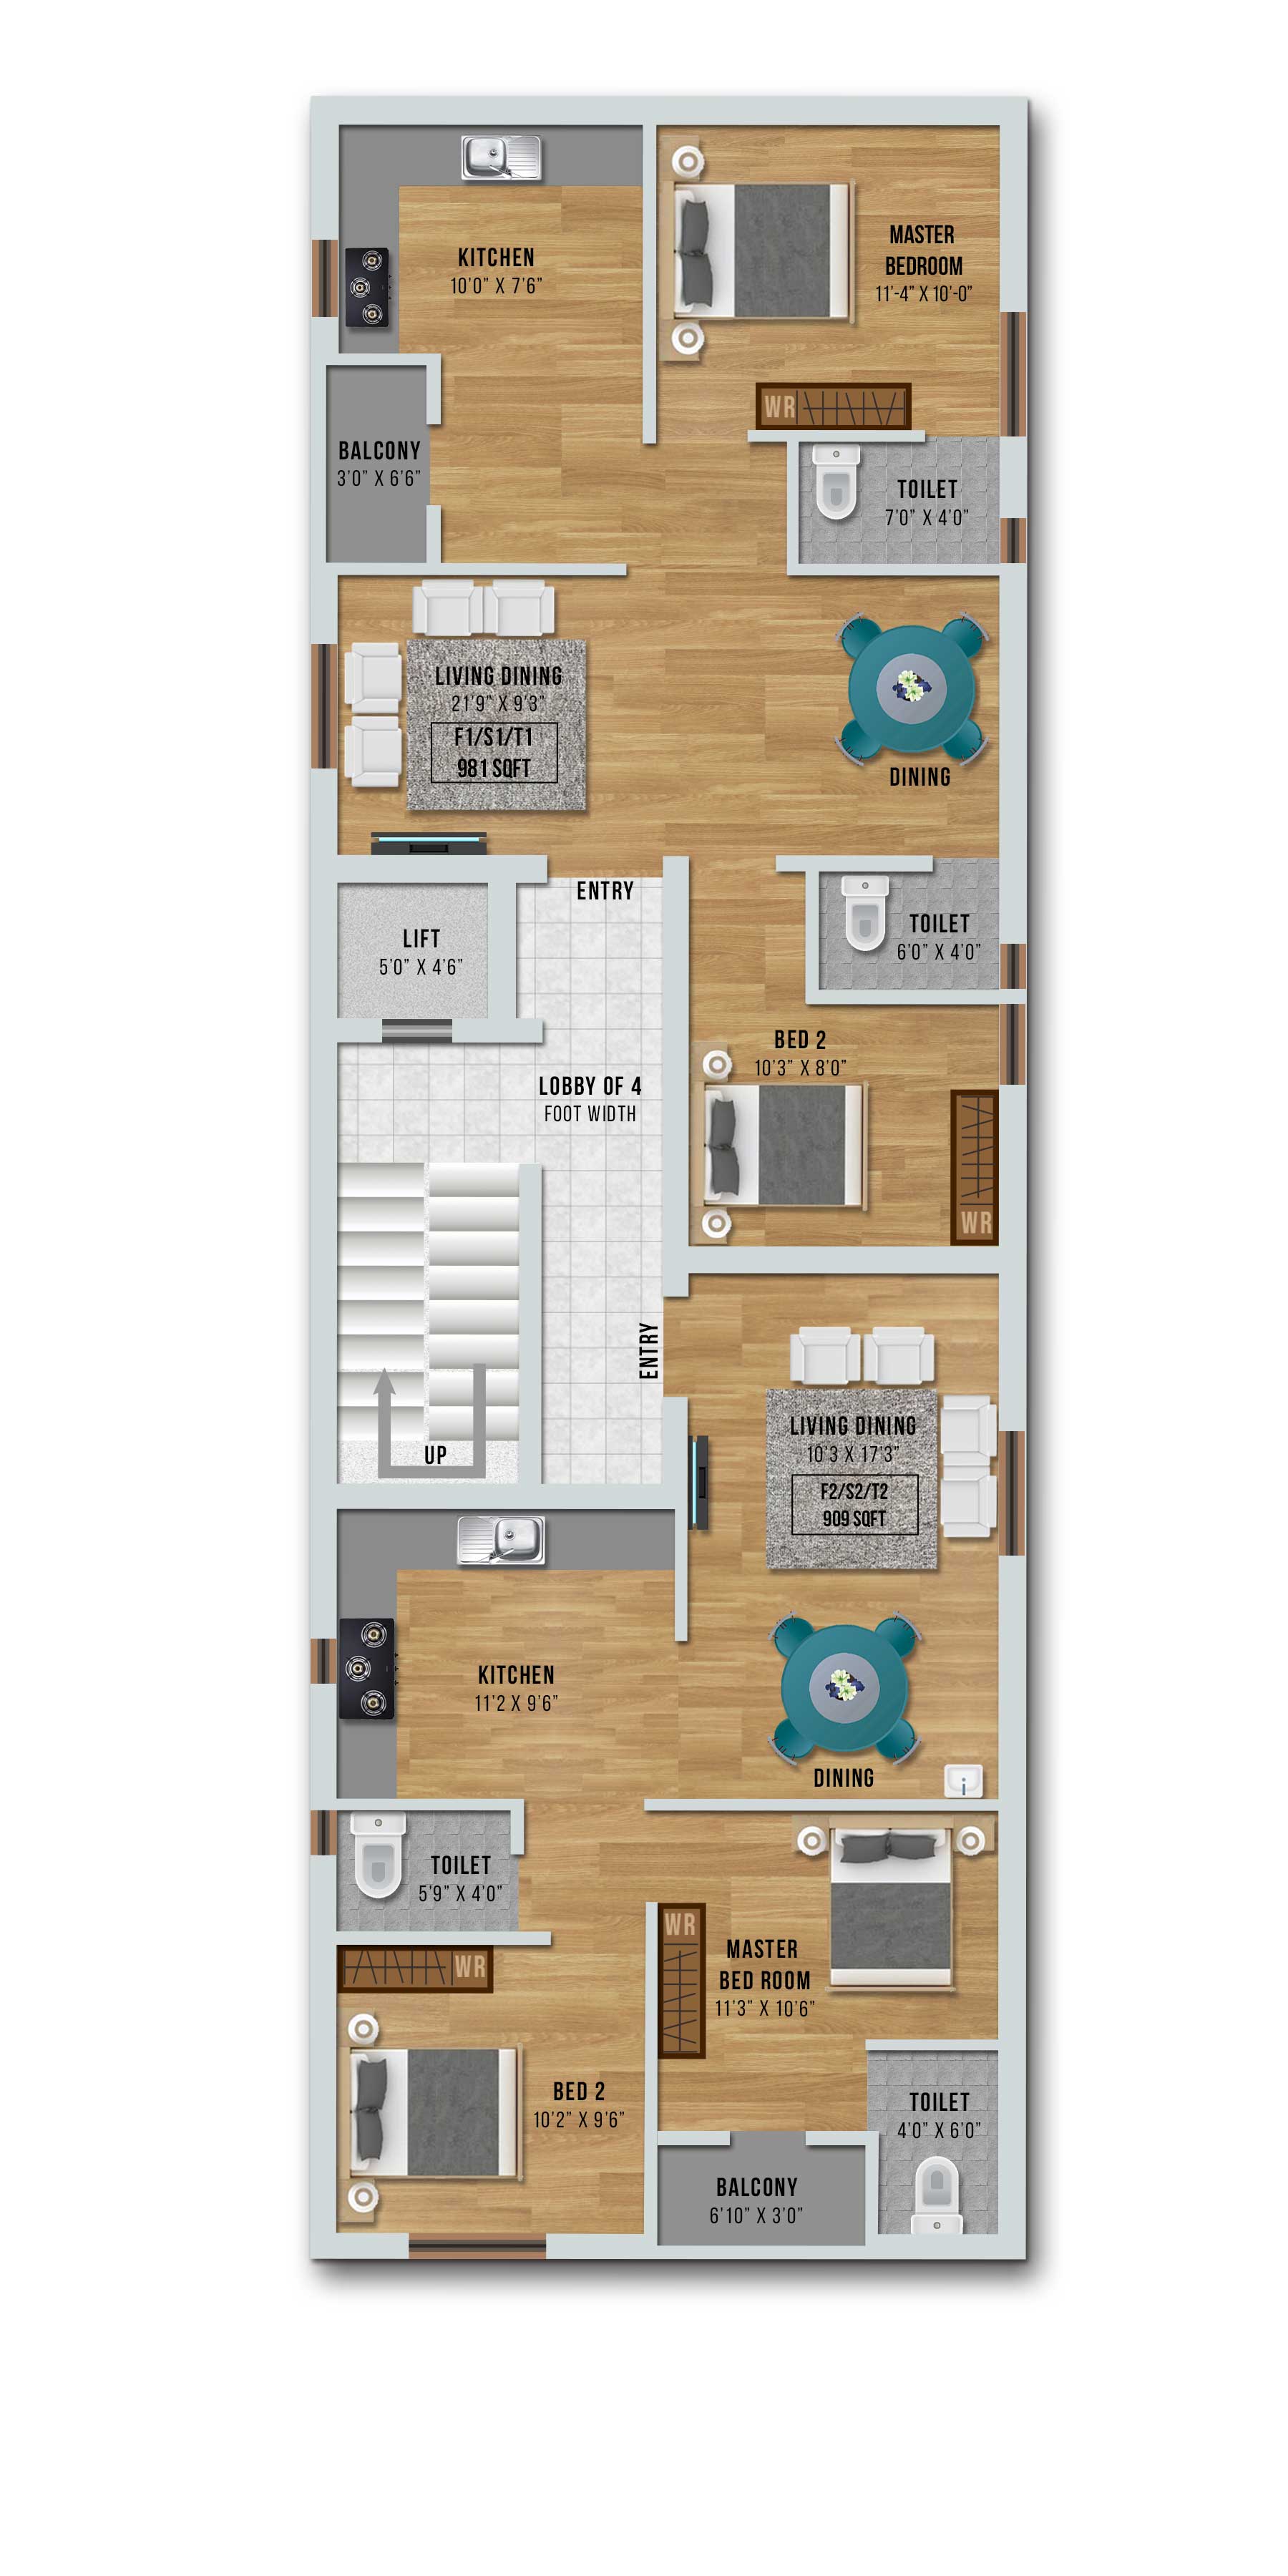 KITCHEN
10'0" X 7'6"
MASTER
BEDROOM
11'-4" X 10'-0"
WR
BALCONY
3'0" X 6'6"
TOILET
7'0" X 4'0"
LIVING DINING
21'9" X 9'3"
F1/S1/T1
981 SQFT
DINING
ENTRY
LIFT
5'0" X 4'6"
TOILET
6'0" X 4'0"
BED 2
10'3" X 8'0"
LOBBY OF 4
FOOT WIDTH
WR
ENTRY
UP
LIVING DINING
10'3 X 17'3"
F2/S2/T2
909 SQFT
KITCHEN
11'2 X 9'6"
DINING
TOILET
5'9" X 4'0"
WR
WR
MASTER
BED ROOM
11'3" X 10'6"
BED 2
10'2" X 9'6"
TOILET
4'0" X 6'0"
BALCONY
6'10" X 3'0"